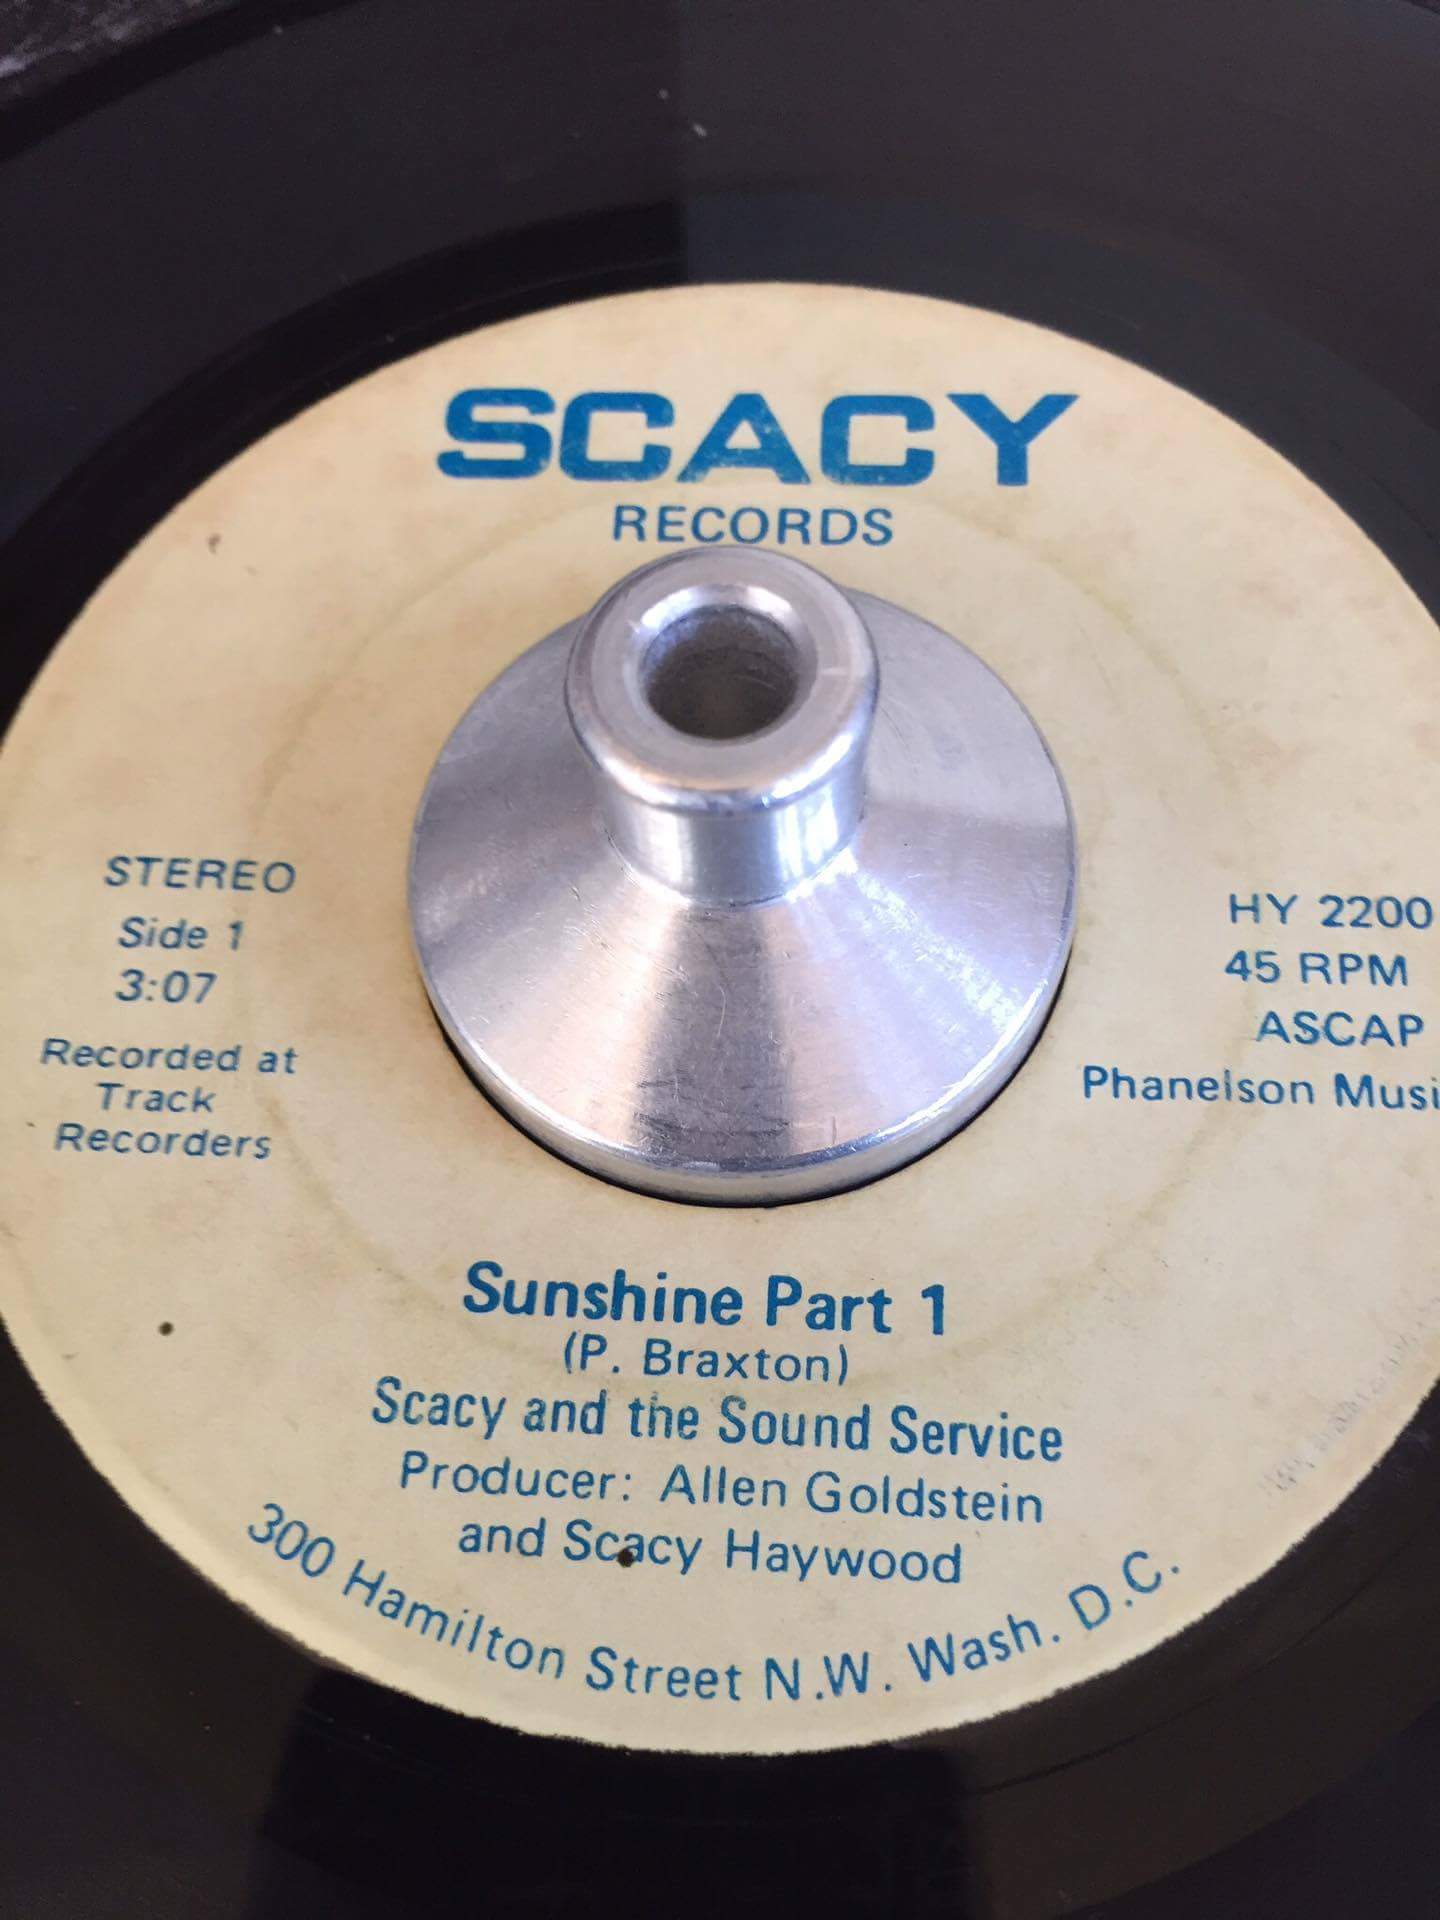 SCACY
RECORDS
STEREO
Side 1
3:07
Recorded at
Track
Recorders
HY 2200
45 RPM
ASCAP
Phanelson Musi
Sunshine Part 1
(P. Braxton)
Scacy and the Sound Service
Producer: Allen Goldstein
and Scacy Haywood
300 Hamilton Street N.W. Wash. D.C.